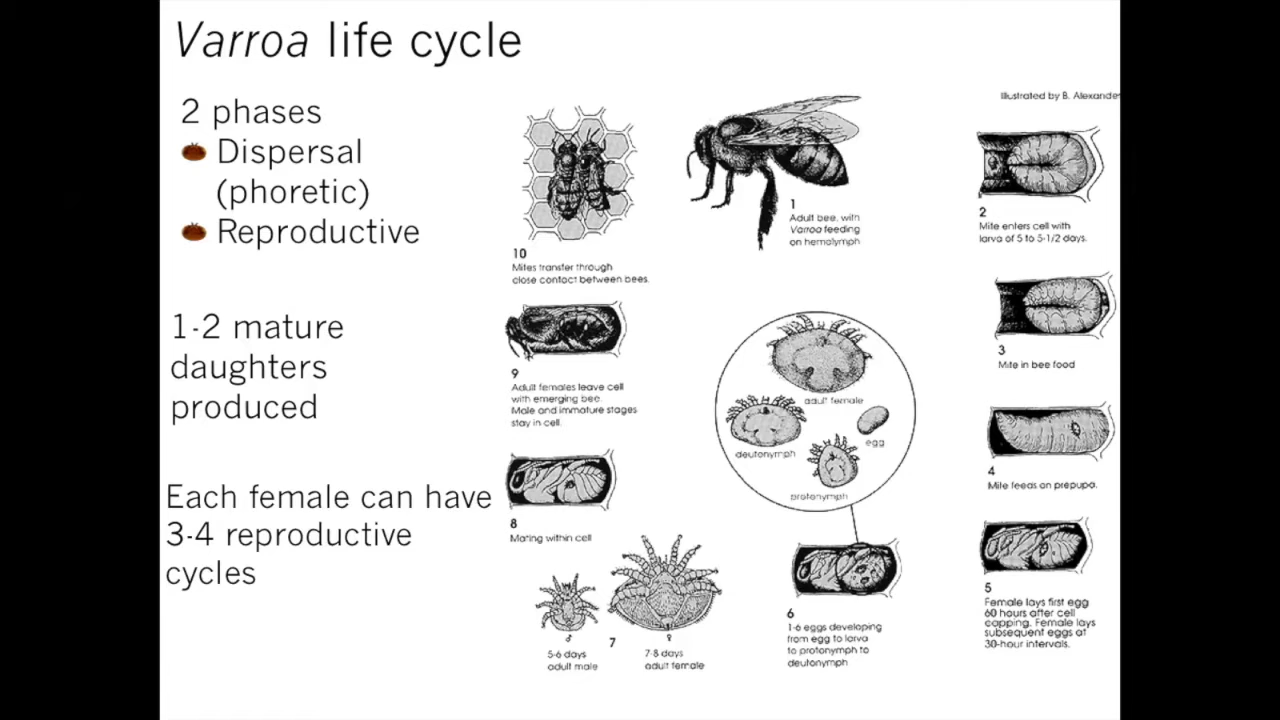 Varroa life cycle
2 phases
Dispersal
(phoretic)
Reproductive
1-2 mature
daughters
produced
Each female can have
3-4 reproductive
cycles
Illustrated by B. Alexande
1
Adult bee, with
Varroa feeding
on hemolymph
2
Mite enters cell with
larva of 5 to 5-1/2 days.
3
Mite in bee food
4
Mite feeds on prepupa.
5
Female lays first egg
60 hours after cell
capping. Female lays
subsequent eggs at
30-hour intervals.
adult female
deutonymph
egg
protonymph
6
1-6 eggs developing
from egg to larva
to protonymph to
deutonymph
7
♂
5-6 days
adult male
♀
7-8 days
adult female
8
Mating within cell
9
Adult females leave cell
with emerging bee.
Male and immature stages
stay in cell.
10
Mites transfer through
close contact between bees.